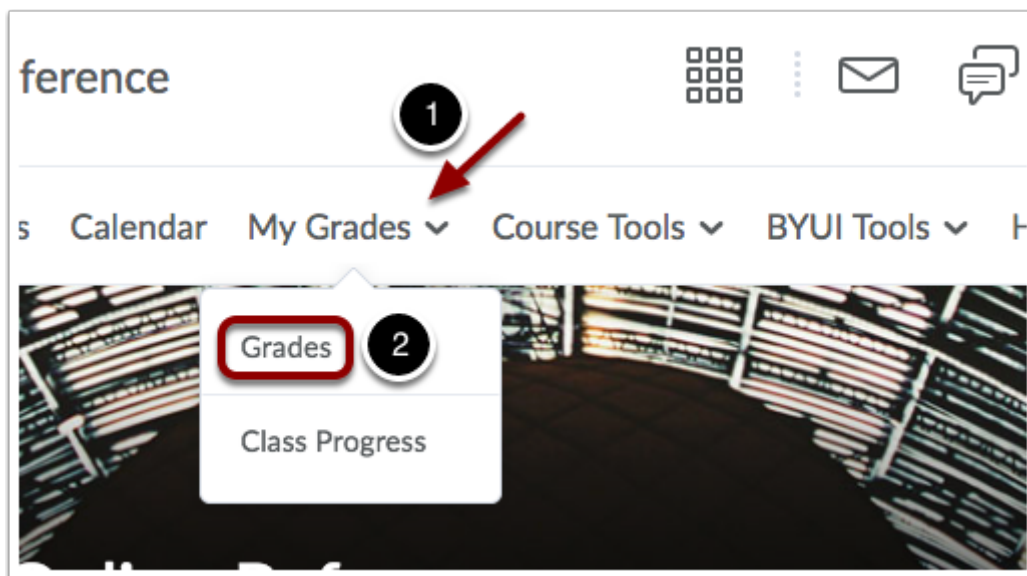 ference
1
s Calendar My Grades Course Tools BYUI Tools H
Grades 2
Class Progress